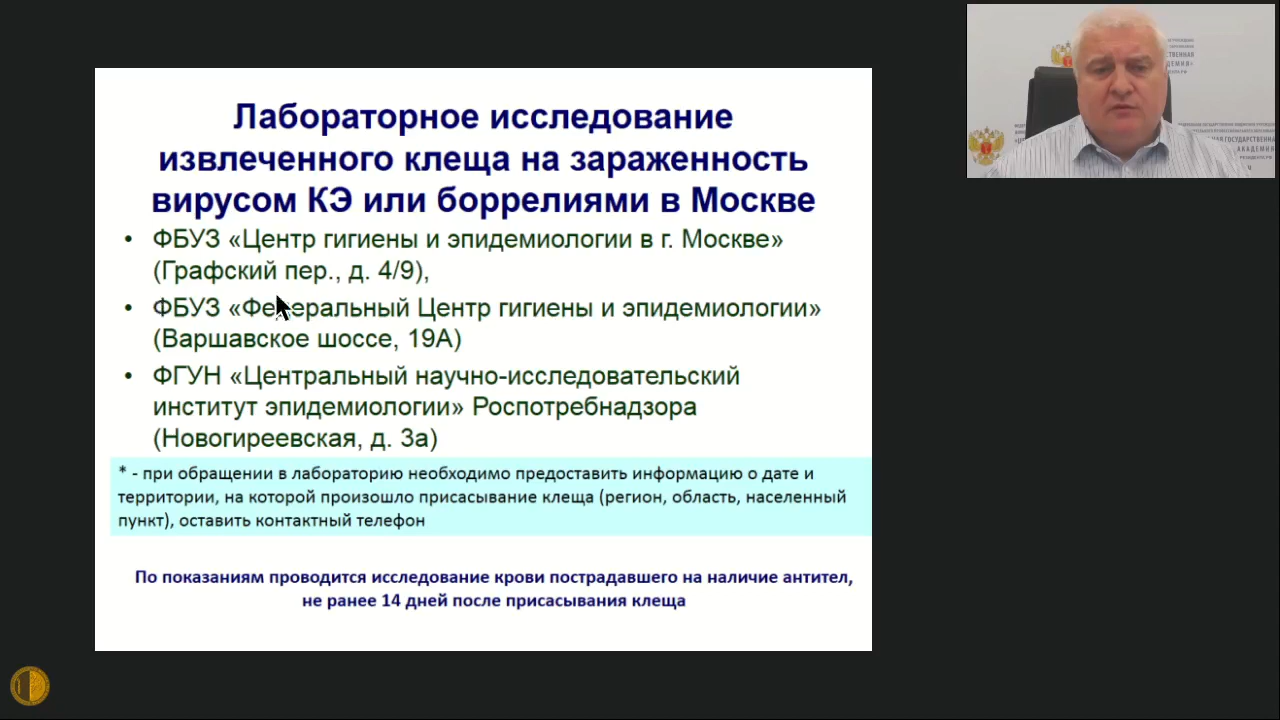 Лабораторное исследование
извлеченного клеща на зараженность
вирусом КЭ или боррелиями в Москве
• ФБУЗ «Центр гигиены и эпидемиологии в г. Москве»
(Графский пер., д. 4/9),
• ФБУЗ «Федеральный Центр гигиены и эпидемиологии»
(Варшавское шоссе, 19А)
• ФГУН «Центральный научно-исследовательский
институт эпидемиологии» Роспотребнадзора
(Новогиреевская, д. 3а)
* - при обращении в лабораторию необходимо предоставить информацию о дате и
территории, на которой произошло присасывание клеща (регион, область, населенный
пункт), оставить контактный телефон
По показаниям проводится исследование крови пострадавшего на наличие антител,
не ранее 14 дней после присасывания клеща